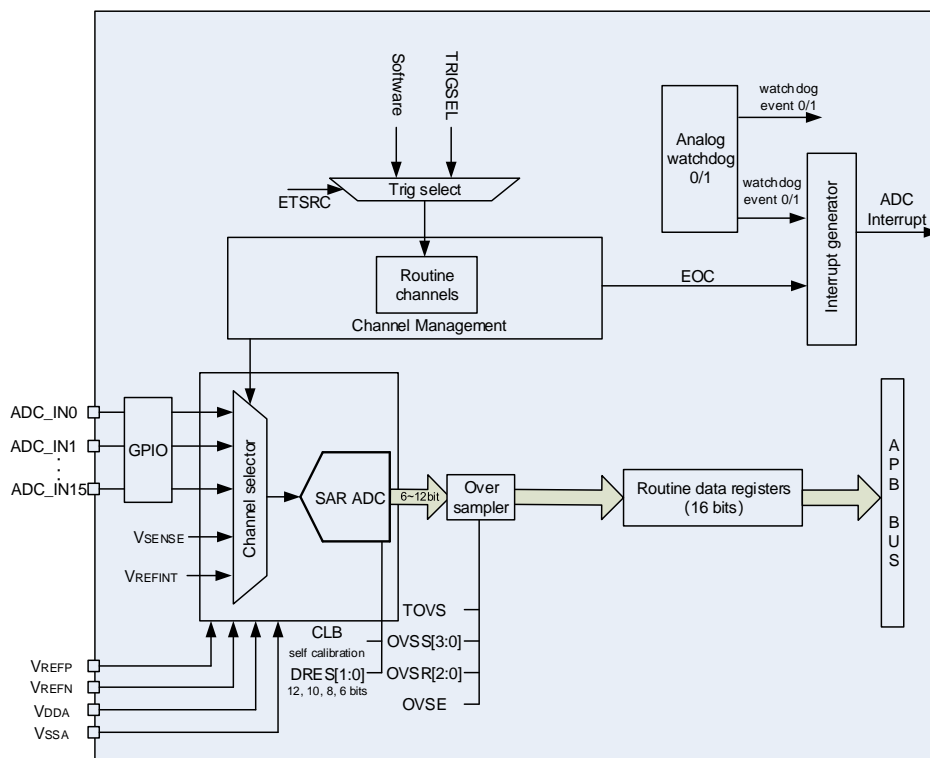 Software
TRIGSEL
Trig select
ETSRC
Analog
watchdog
0/1
watchdog
event 0/1
watchdog
event 0/1
Interrupt generator
ADC
Interrupt
Routine
channels
Channel Management
EOC
ADC_IN0
ADC_IN1
ADC_IN15
GPIO
VSENSE
VREFINT
Channel selector
SAR ADC
6~12bit
Over
sampler
Routine data registers
(16 bits)
APB BUS
CLB
self calibration
DRES[1:0]
12, 10, 8, 6 bits
TOVS
OVSS[3:0]
OVSR[2:0]
OVSE
VREFP
VREFN
VDDA
VSSA